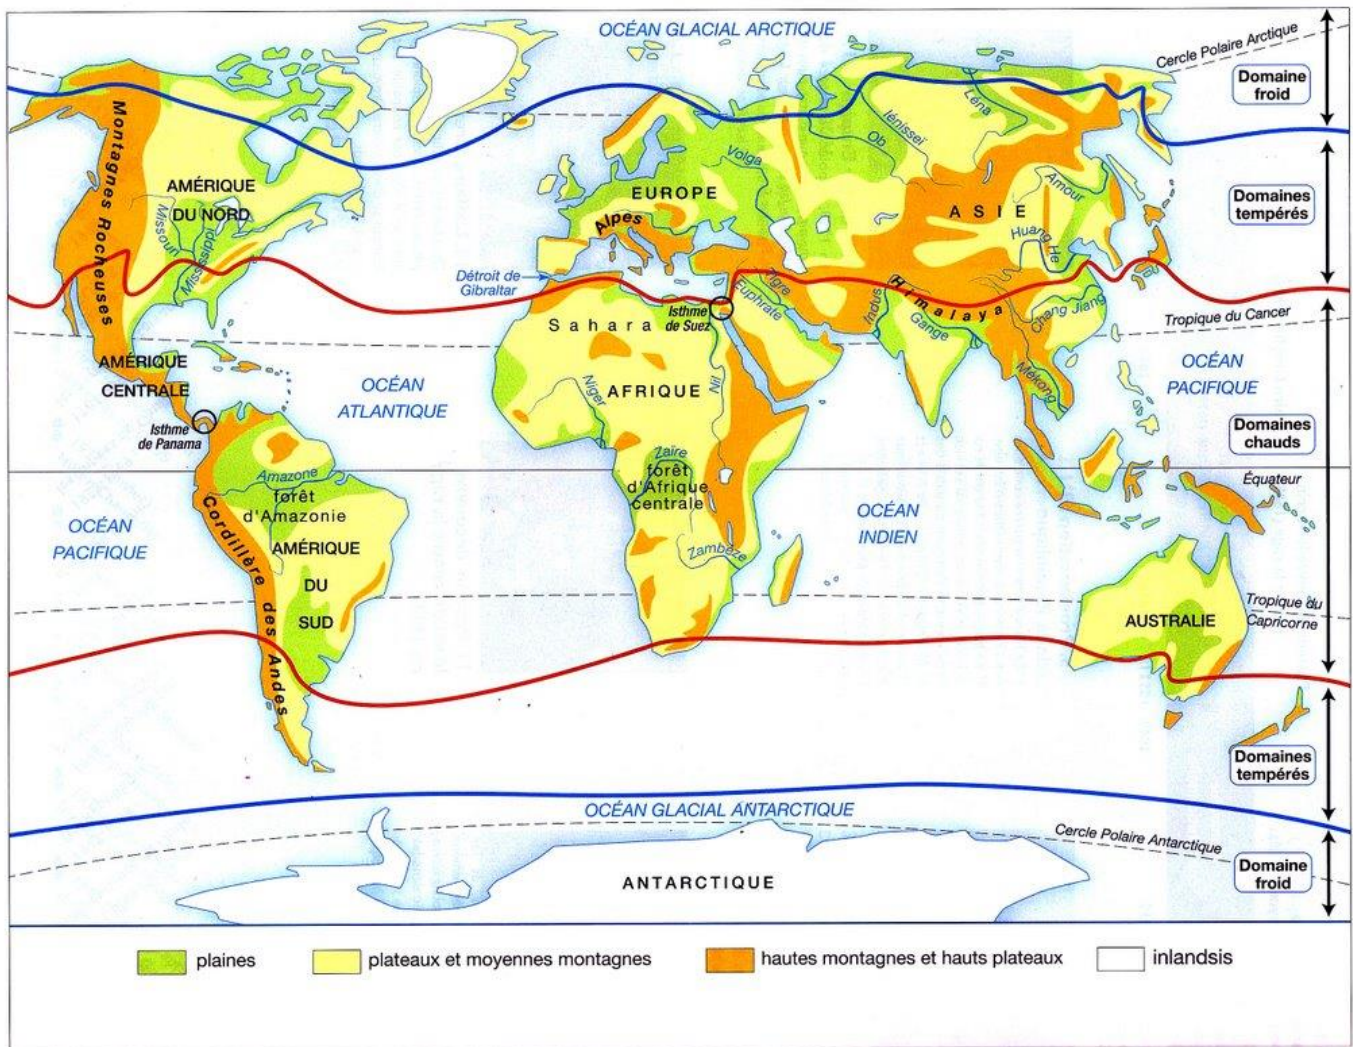 OCÉAN GLACIAL ARCTIQUE
Cercle Polaire Arctique
Domaine
froid
Montagnes Rocheuses
AMÉRIQUE
DU NORD
Missouri
Mississippi
EUROPE
Alpes
Volga
Ob
Iénisseï
Léna
ASIE
Amour
Huang He
Domaines
tempérés
Détroit de
Gibraltar
Isthme
de Suez
Tigre
Euphrate
Indus
Himalaya
Gange
Chang Jiang
Mékong
Tropique du Cancer
Sahara
AFRIQUE
Niger
Nil
AMÉRIQUE
CENTRALE
OCÉAN
ATLANTIQUE
OCÉAN
PACIFIQUE
Isthme
de Panama
Domaines
chauds
Amazone
forêt
d'Amazonie
Zaïre
forêt
d'Afrique
centrale
Équateur
OCÉAN
PACIFIQUE
Cordillère des Andes
AMÉRIQUE
DU
SUD
Zambèze
OCÉAN
INDIEN
AUSTRALIE
Tropique du
Capricorne
Domaines
tempérés
OCÉAN GLACIAL ANTARCTIQUE
Cercle Polaire Antarctique
ANTARCTIQUE
Domaine
froid
plaines
plateaux et moyennes montagnes
hautes montagnes et hauts plateaux
inlandsis